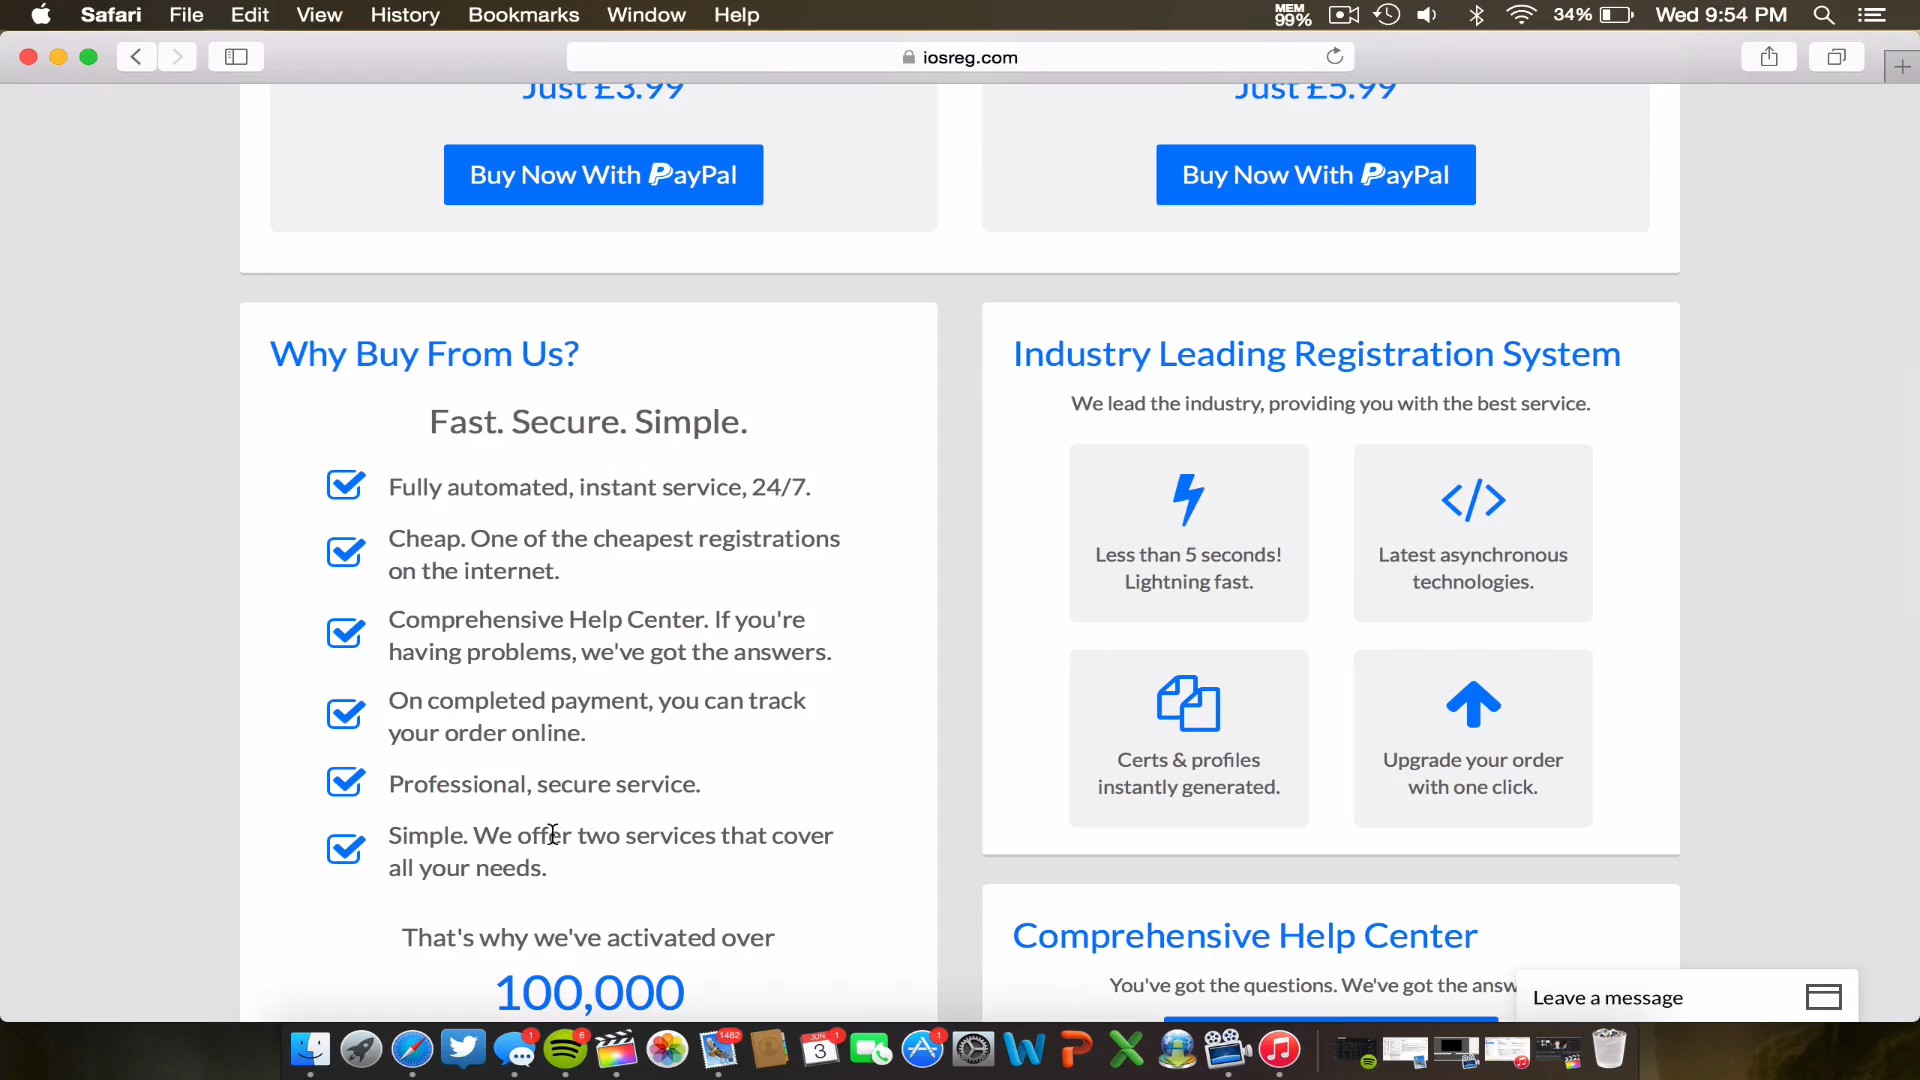 Safari File Edit View History Bookmarks Window Help
MEM 99% 34% Wed 9:54 PM
iosreg.com
Just £3.99
Just £5.99
Buy Now With PayPal
Buy Now With PayPal
Why Buy From Us?
Fast. Secure. Simple.
Fully automated, instant service, 24/7.
Cheap. One of the cheapest registrations
on the internet.
Comprehensive Help Center. If you're
having problems, we've got the answers.
On completed payment, you can track
your order online.
Professional, secure service.
Simple. We offer two services that cover
all your needs.
That's why we've activated over
100,000
Industry Leading Registration System
We lead the industry, providing you with the best service.
Less than 5 seconds!
Lightning fast.
Latest asynchronous
technologies.
Certs & profiles
instantly generated.
Upgrade your order
with one click.
Comprehensive Help Center
You've got the questions. We've got the answ
Leave a message
1 6 1482 JUN 3 1 1